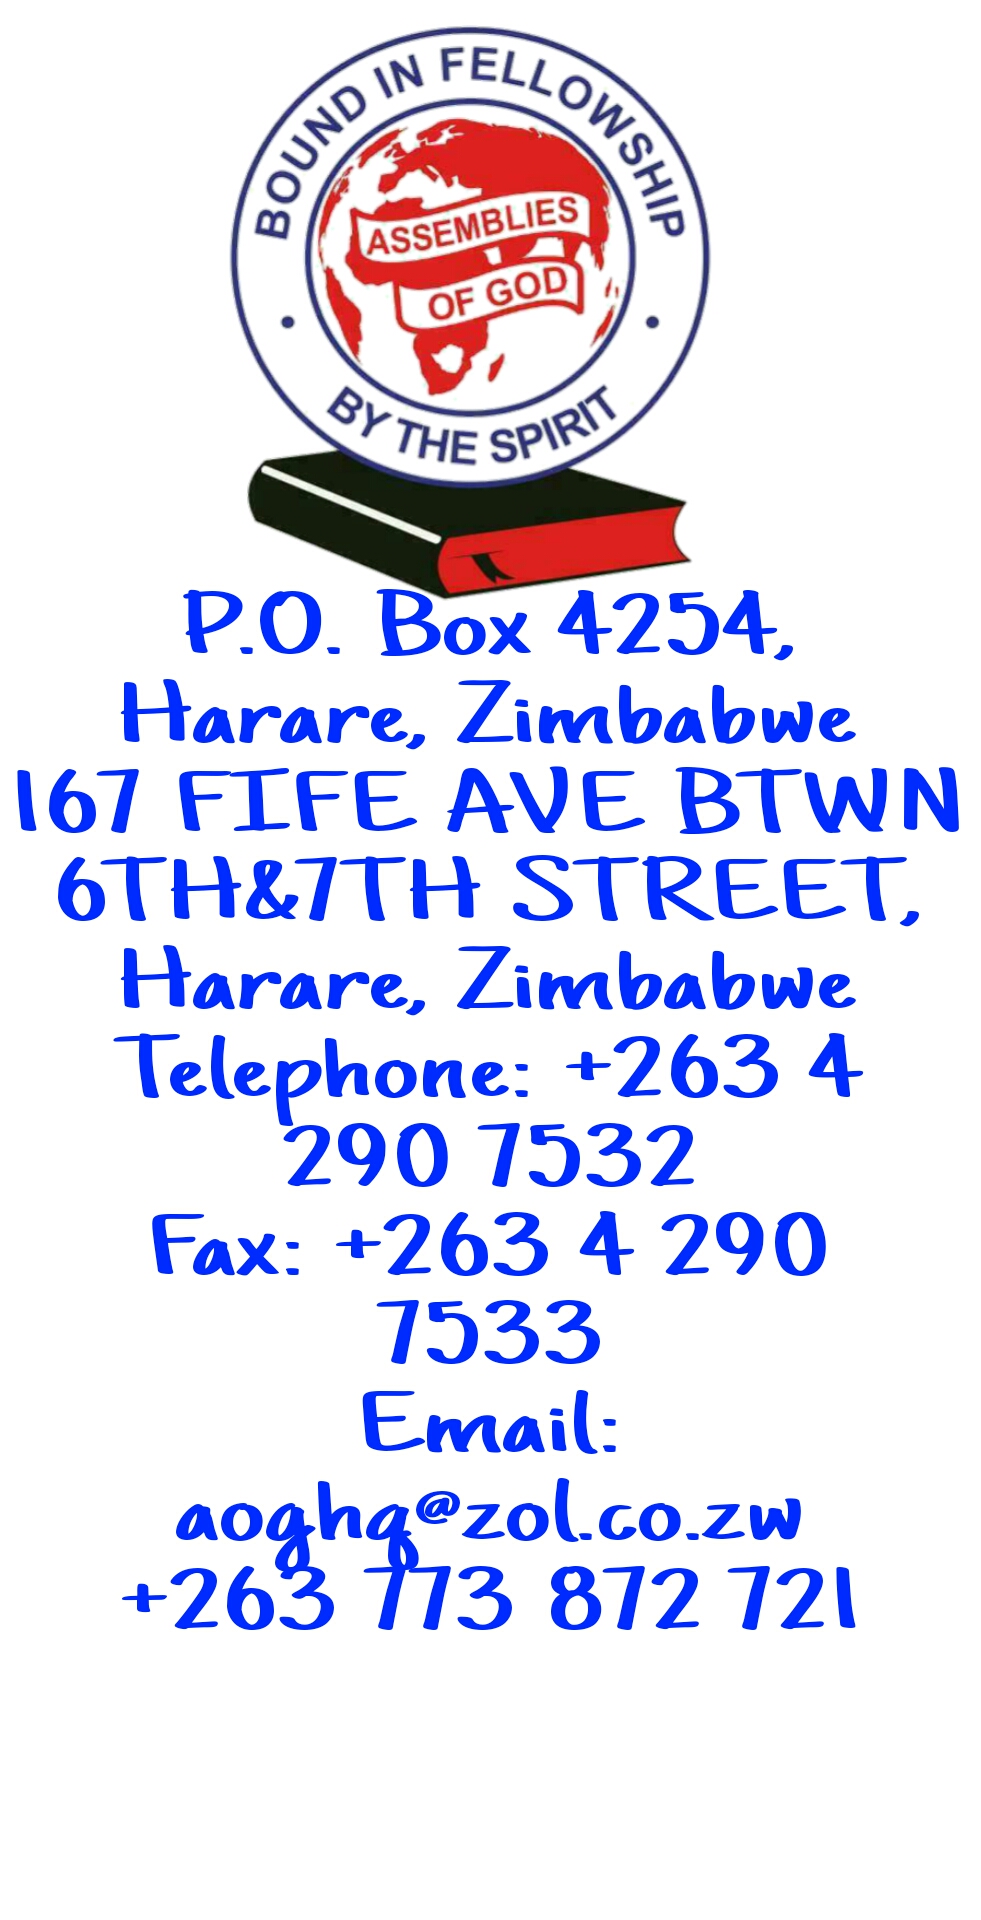 BOUND IN FELLOWSHIP
ASSEMBLIES
OF GOD
BY THE SPIRIT
P.O. Box 4254,
Harare, Zimbabwe
167 FIFE AVE BTWN
6TH&7TH STREET,
Harare, Zimbabwe
Telephone: +263 4
290 7532
Fax: +263 4 290
7533
Email:
aoghq@zol.co.zw
+263 773 872 721